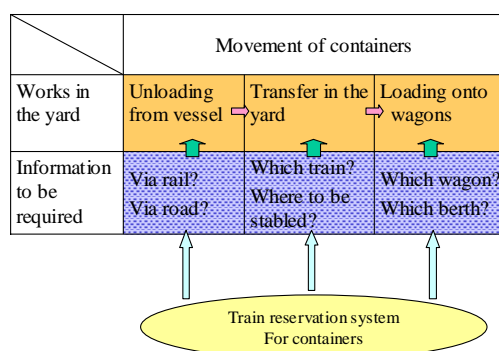 Movement of containers
Works in
the yard
Unloading
from vessel
Transfer in the
yard
Loading onto
wagons
Information
to be
required
Via rail?
Via road?
Which train?
Where to be
stabled?
Which wagon?
Which berth?
Train reservation system
For containers